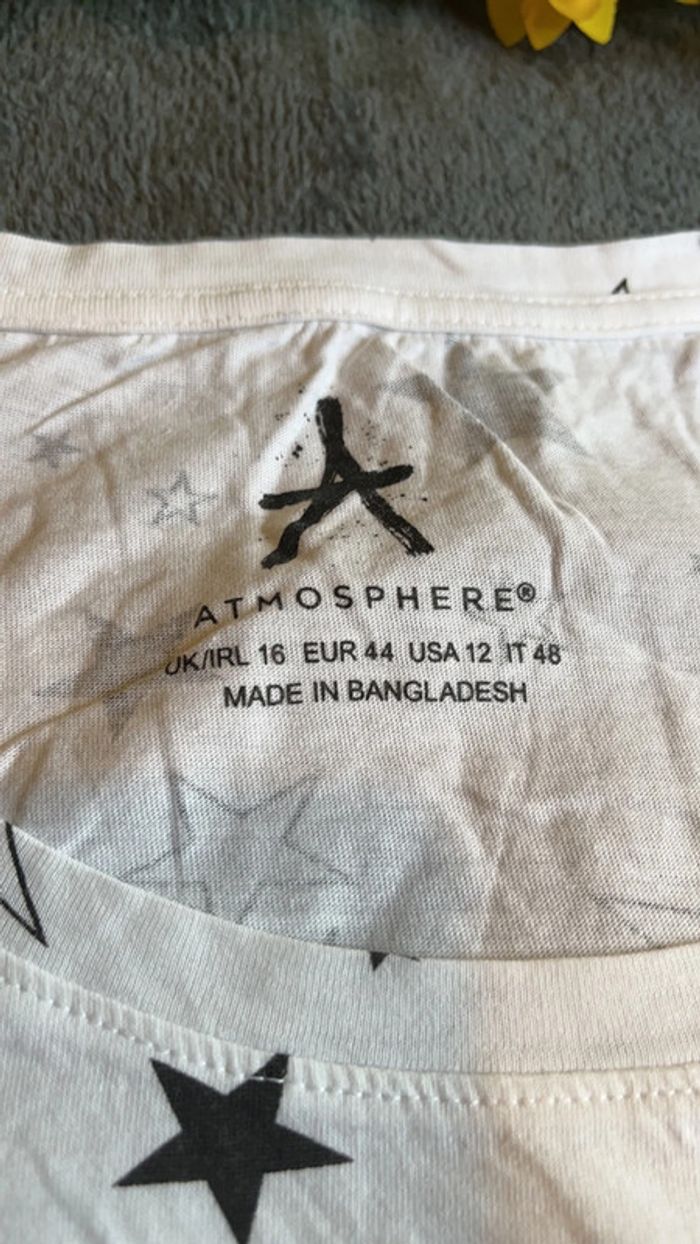 ATMOSPHERE®
UK/IRL 16 EUR 44 USA 12 IT 48
MADE IN BANGLADESH